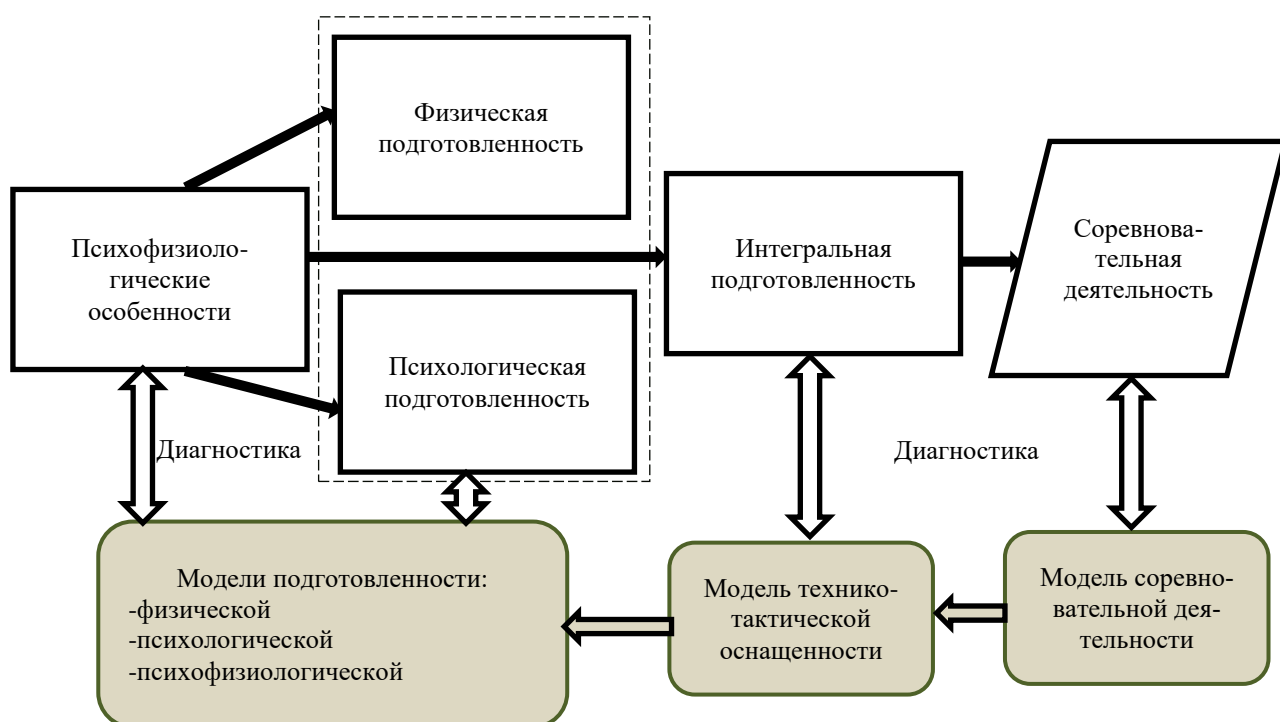 Физическая
подготовленность
Психофизиоло-
гические
особенности
Интегральная
подготовленность
Соревнова-
тельная
деятельность
Психологическая
подготовленность
Диагностика
Диагностика
Модели подготовленности:
-физической
-психологической
-психофизиологической
Модель технико-
тактической
оснащенности
Модель соревно-
вательной дея-
тельности